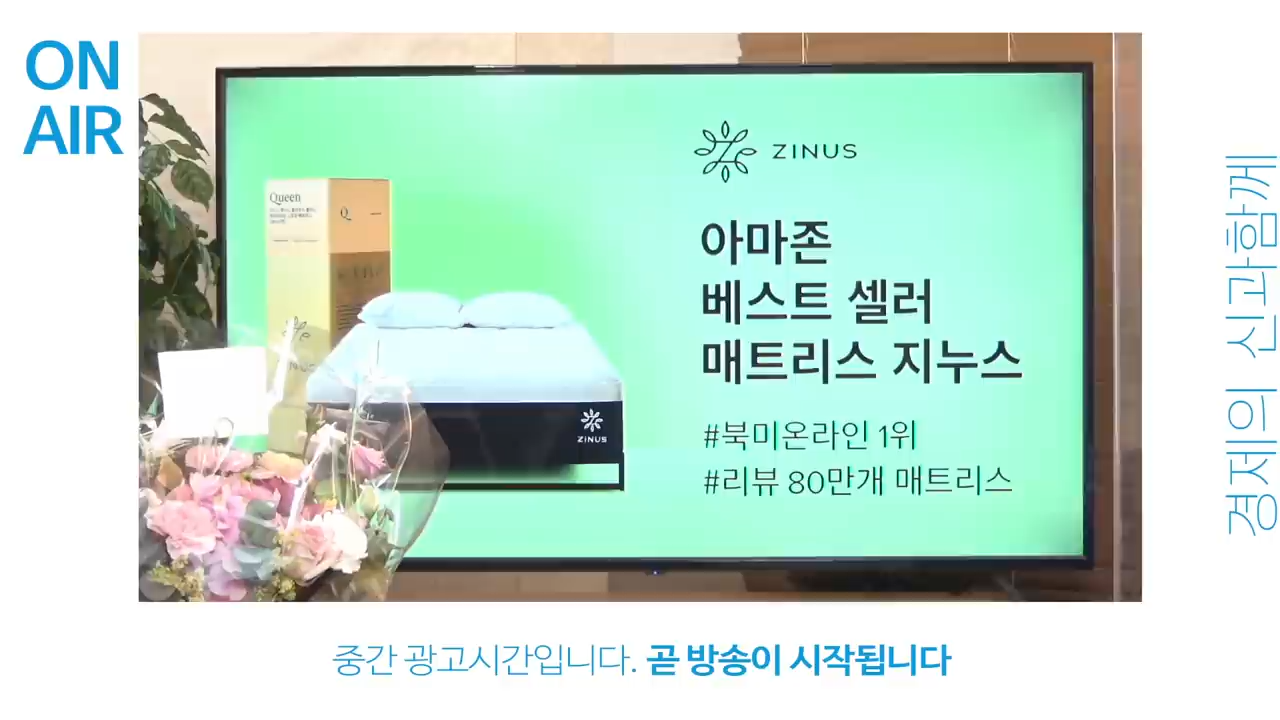 ON
AIR
ZINUS
아마존
베스트 셀러
매트리스 지누스
#북미온라인 1위
#리뷰 80만개 매트리스
Queen
Q
ZINUS
경제의 신과함께
중간 광고시간입니다. 곧 방송이 시작됩니다